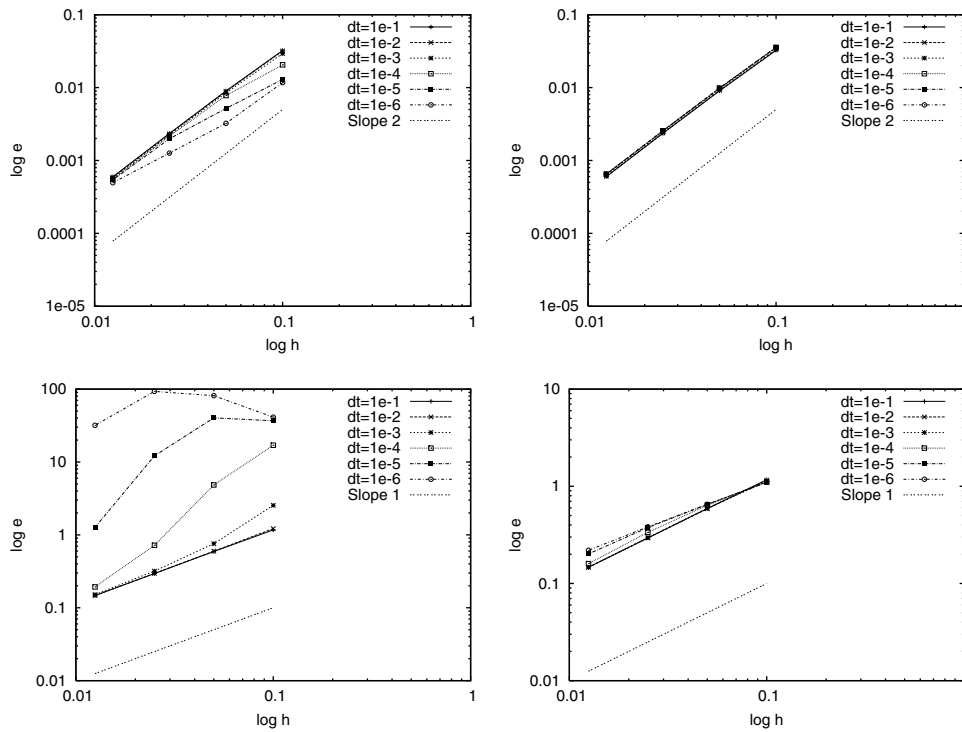 0.1
0.01
0.001
0.0001
1e-05
0.01
0.1
1
log e
log h
dt=1e-1
dt=1e-2
dt=1e-3
dt=1e-4
dt=1e-5
dt=1e-6
Slope 2
0.1
0.01
0.001
0.0001
1e-05
0.01
0.1
log e
log h
dt=1e-1
dt=1e-2
dt=1e-3
dt=1e-4
dt=1e-5
dt=1e-6
Slope 2
100
10
1
0.1
0.01
0.01
0.1
1
log e
log h
dt=1e-1
dt=1e-2
dt=1e-3
dt=1e-4
dt=1e-5
dt=1e-6
Slope 1
10
1
0.1
0.01
0.01
0.1
log e
log h
dt=1e-1
dt=1e-2
dt=1e-3
dt=1e-4
dt=1e-5
dt=1e-6
Slope 1